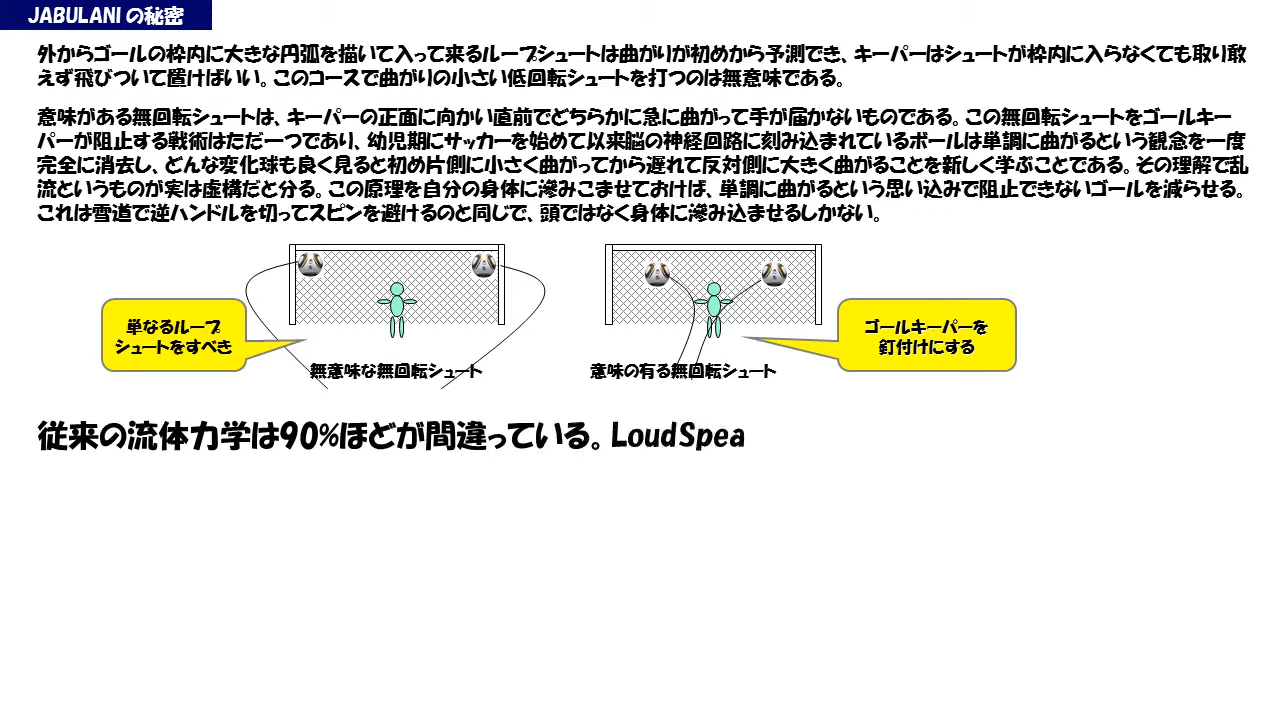 JABULANI の秘密
外からゴールの枠内に大きな円弧を描いて入って来るループシュートは曲がりが初めから予測でき、キーパーはシュートが枠内に入らなくても取り敢
えず飛びついて置けばいい。このコースで曲がりの小さい低回転シュートを打つのは無意味である。
意味がある無回転シュートは、キーパーの正面に向かい直前でどちらかに急に曲がって手が届かないものである。この無回転シュートをゴールキー
パーが阻止する戦術はただ一つであり、幼児期にサッカーを始めて以来脳の神経回路に刻み込まれているボールは単調に曲がるという観念を一度
完全に消去し、どんな変化球も良く見ると初め片側に小さく曲がってから遅れて反対側に大きく曲がることを新しく学ぶことである。その理解で乱
流というものが実は虚構だと分る。この原理を自分の身体に滲みこませておけば、単調に曲がるという思い込みで阻止できないゴールを減らせる。
これは雪道で逆ハンドルを切ってスピンを避けるのと同じで、頭ではなく身体に滲み込ませるしかない。
単なるループ
シュートをすべき
無意味な無回転シュート
意味の有る無回転シュート
ゴールキーパーを
釘付けにする
従来の流体力学は90%ほどが間違っている。LoudSpea